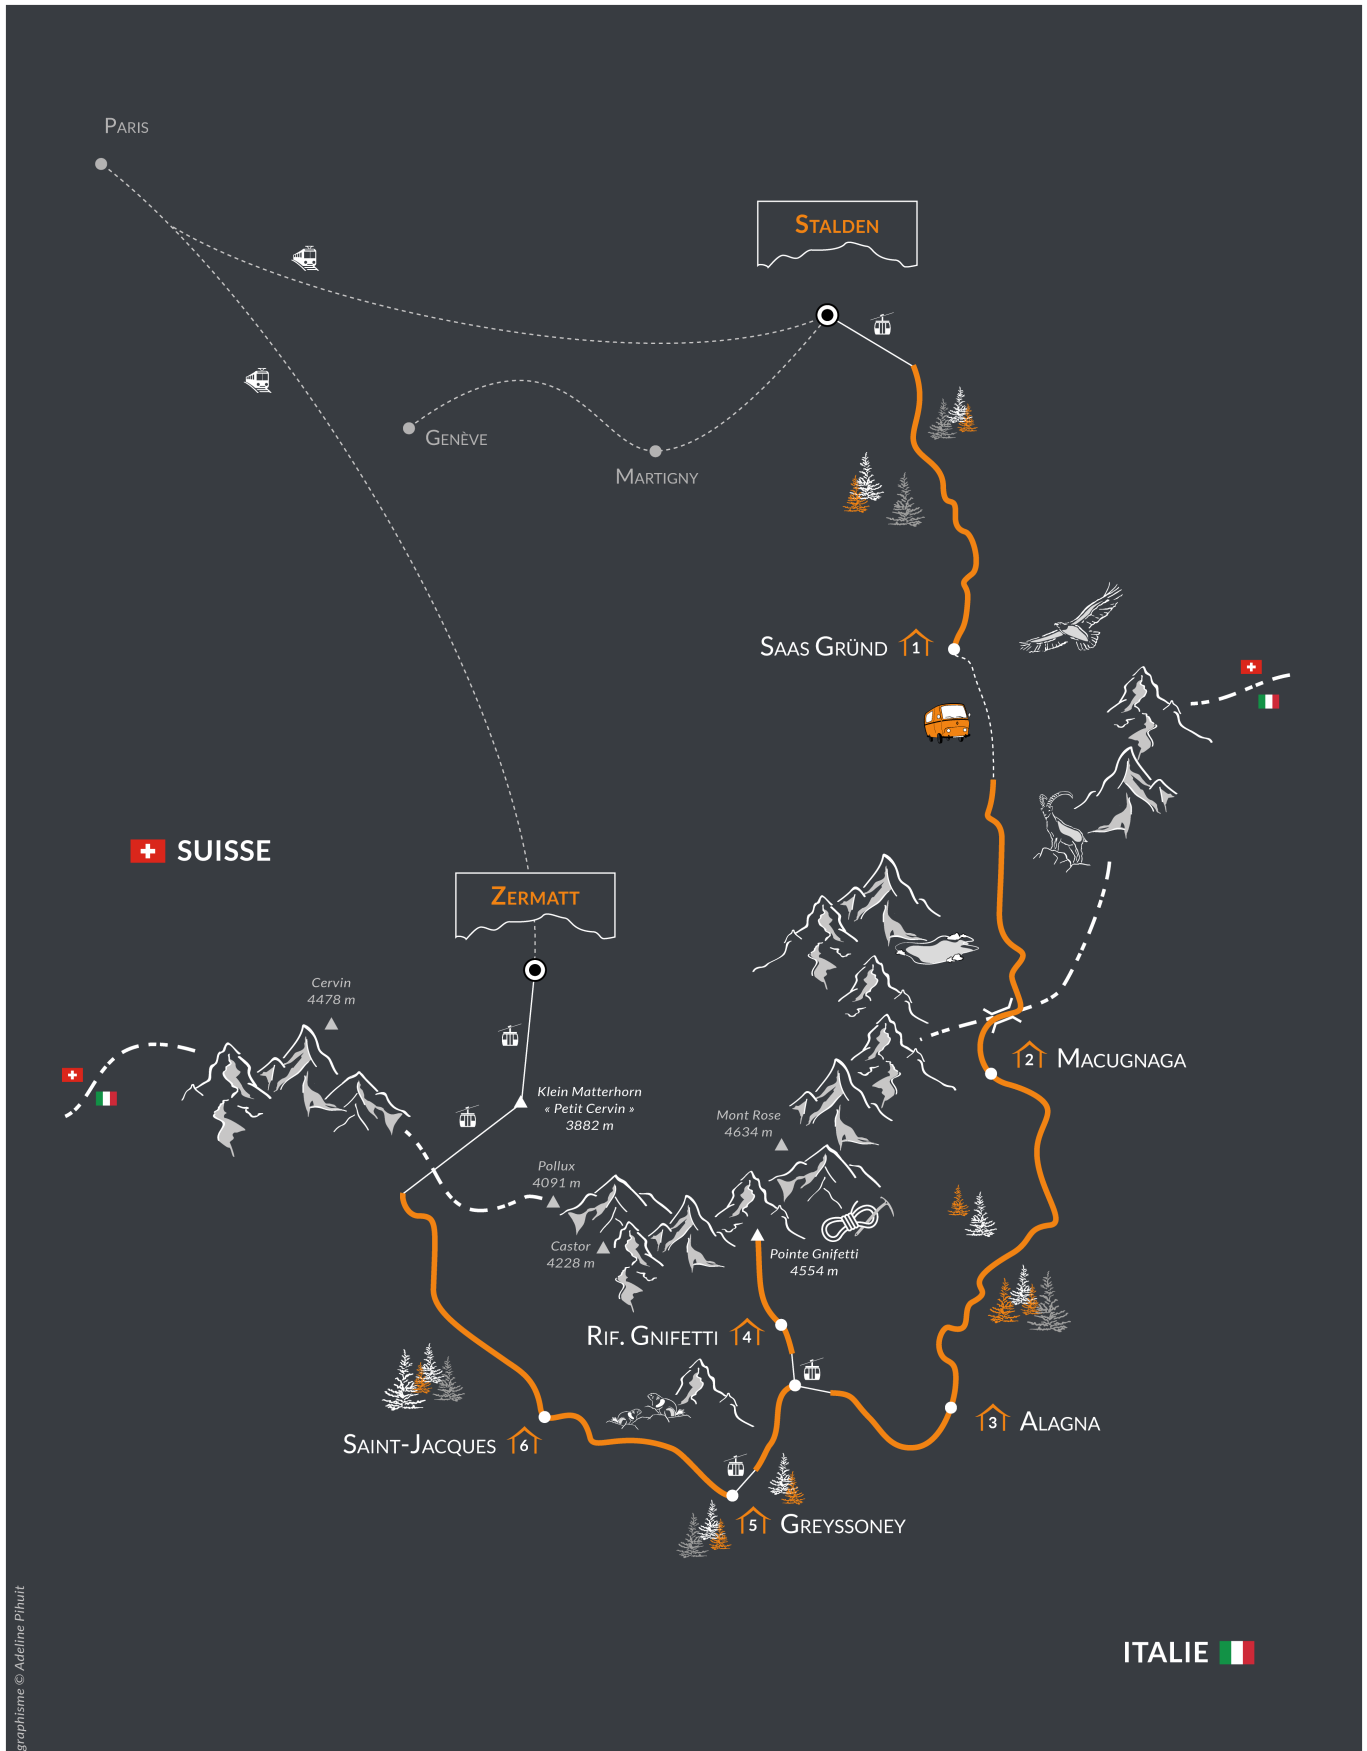 PARIS
STALDEN
GENÈVE
MARTIGNY
SAAS GRÜND
1
SUISSE
ZERMATT
Cervin
4478 m
2
MACUGNAGA
Klein Matterhorn
« Petit Cervin »
3882 m
Mont Rose
4634 m
Pollux
4091 m
Castor
4228 m
Pointe Gnifetti
4554 m
RIF. GNIFETTI
4
3
ALAGNA
SAINT-JACQUES
6
5
GREYSSONEY
ITALIE
graphisme © Adeline Pihuit